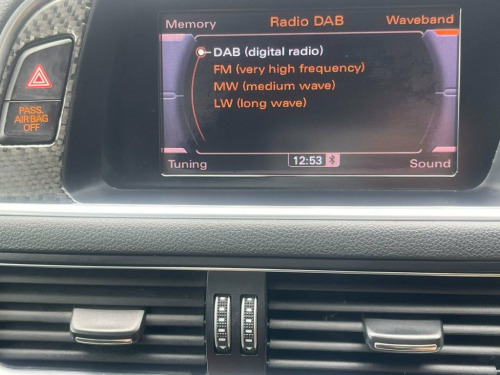 Memory Radio DAB Waveband
DAB (digital radio)
FM (very high frequency)
MW (medium wave)
LW (long wave)
Tuning 12:53 Sound
PASS.
AIR BAG
OFF